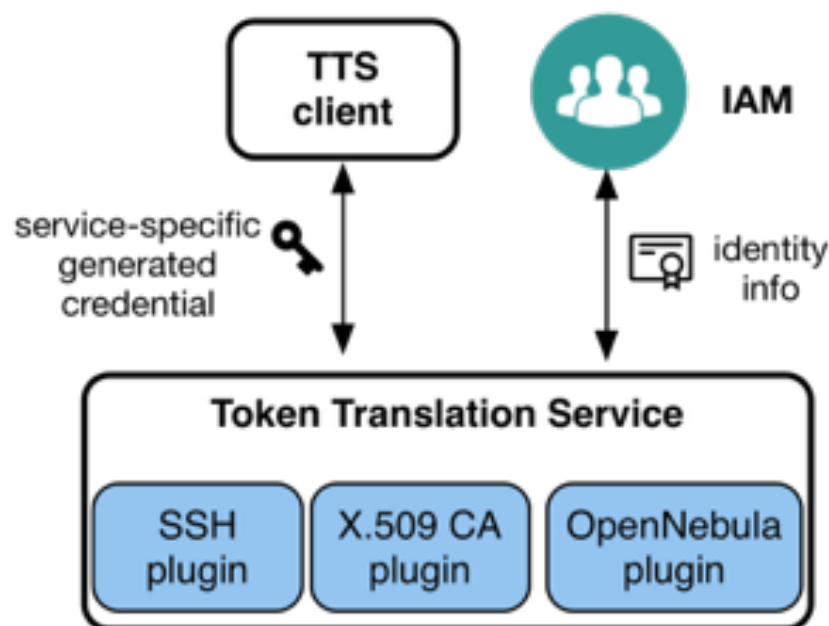 TTS
client
IAM
service-specific
generated
credential
identity
info
Token Translation Service
SSH
plugin
X.509 CA
plugin
OpenNebula
plugin